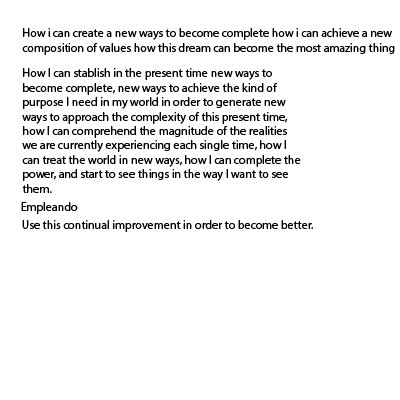 How i can create a new ways to become complete how i can achieve a new
composition of values how this dream can become the most amazing thing
How I can stablish in the present time new ways to
become complete, new ways to achieve the kind of
purpose I need in my world in order to generate new
ways to approach the complexity of this present time,
how I can comprehend the magnitude of the realities
we are currently experiencing each single time, how I
can treat the world in new ways, how I can complete the
power, and start to see things in the way I want to see
them.
Empleando
Use this continual improvement in order to become better.